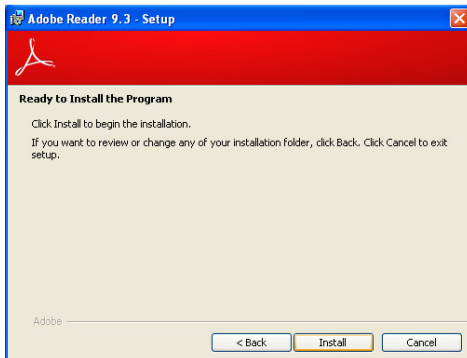 Adobe Reader 9.3 - Setup
Ready to Install the Program
Click Install to begin the installation.
If you want to review or change any of your installation folder, click Back. Click Cancel to exit
setup.
Adobe
< Back Install Cancel